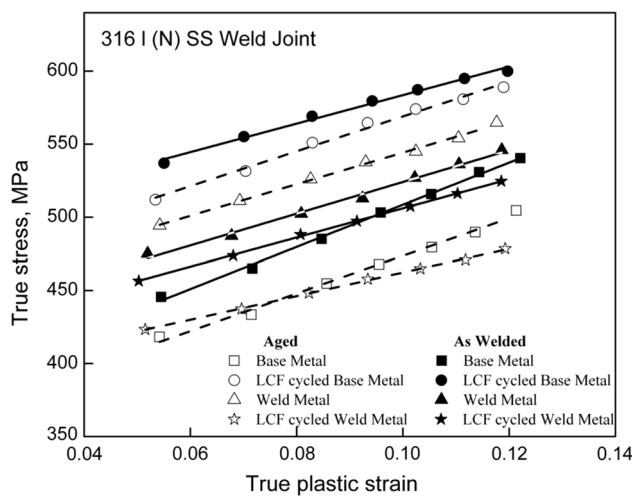 316 l (N) SS Weld Joint
True stress, MPa
600
550
500
450
400
350
Aged
Base Metal
LCF cycled Base Metal
Weld Metal
LCF cycled Weld Metal
As Welded
Base Metal
LCF cycled Base Metal
Weld Metal
LCF cycled Weld Metal
0.04 0.06 0.08 0.10 0.12 0.14
True plastic strain